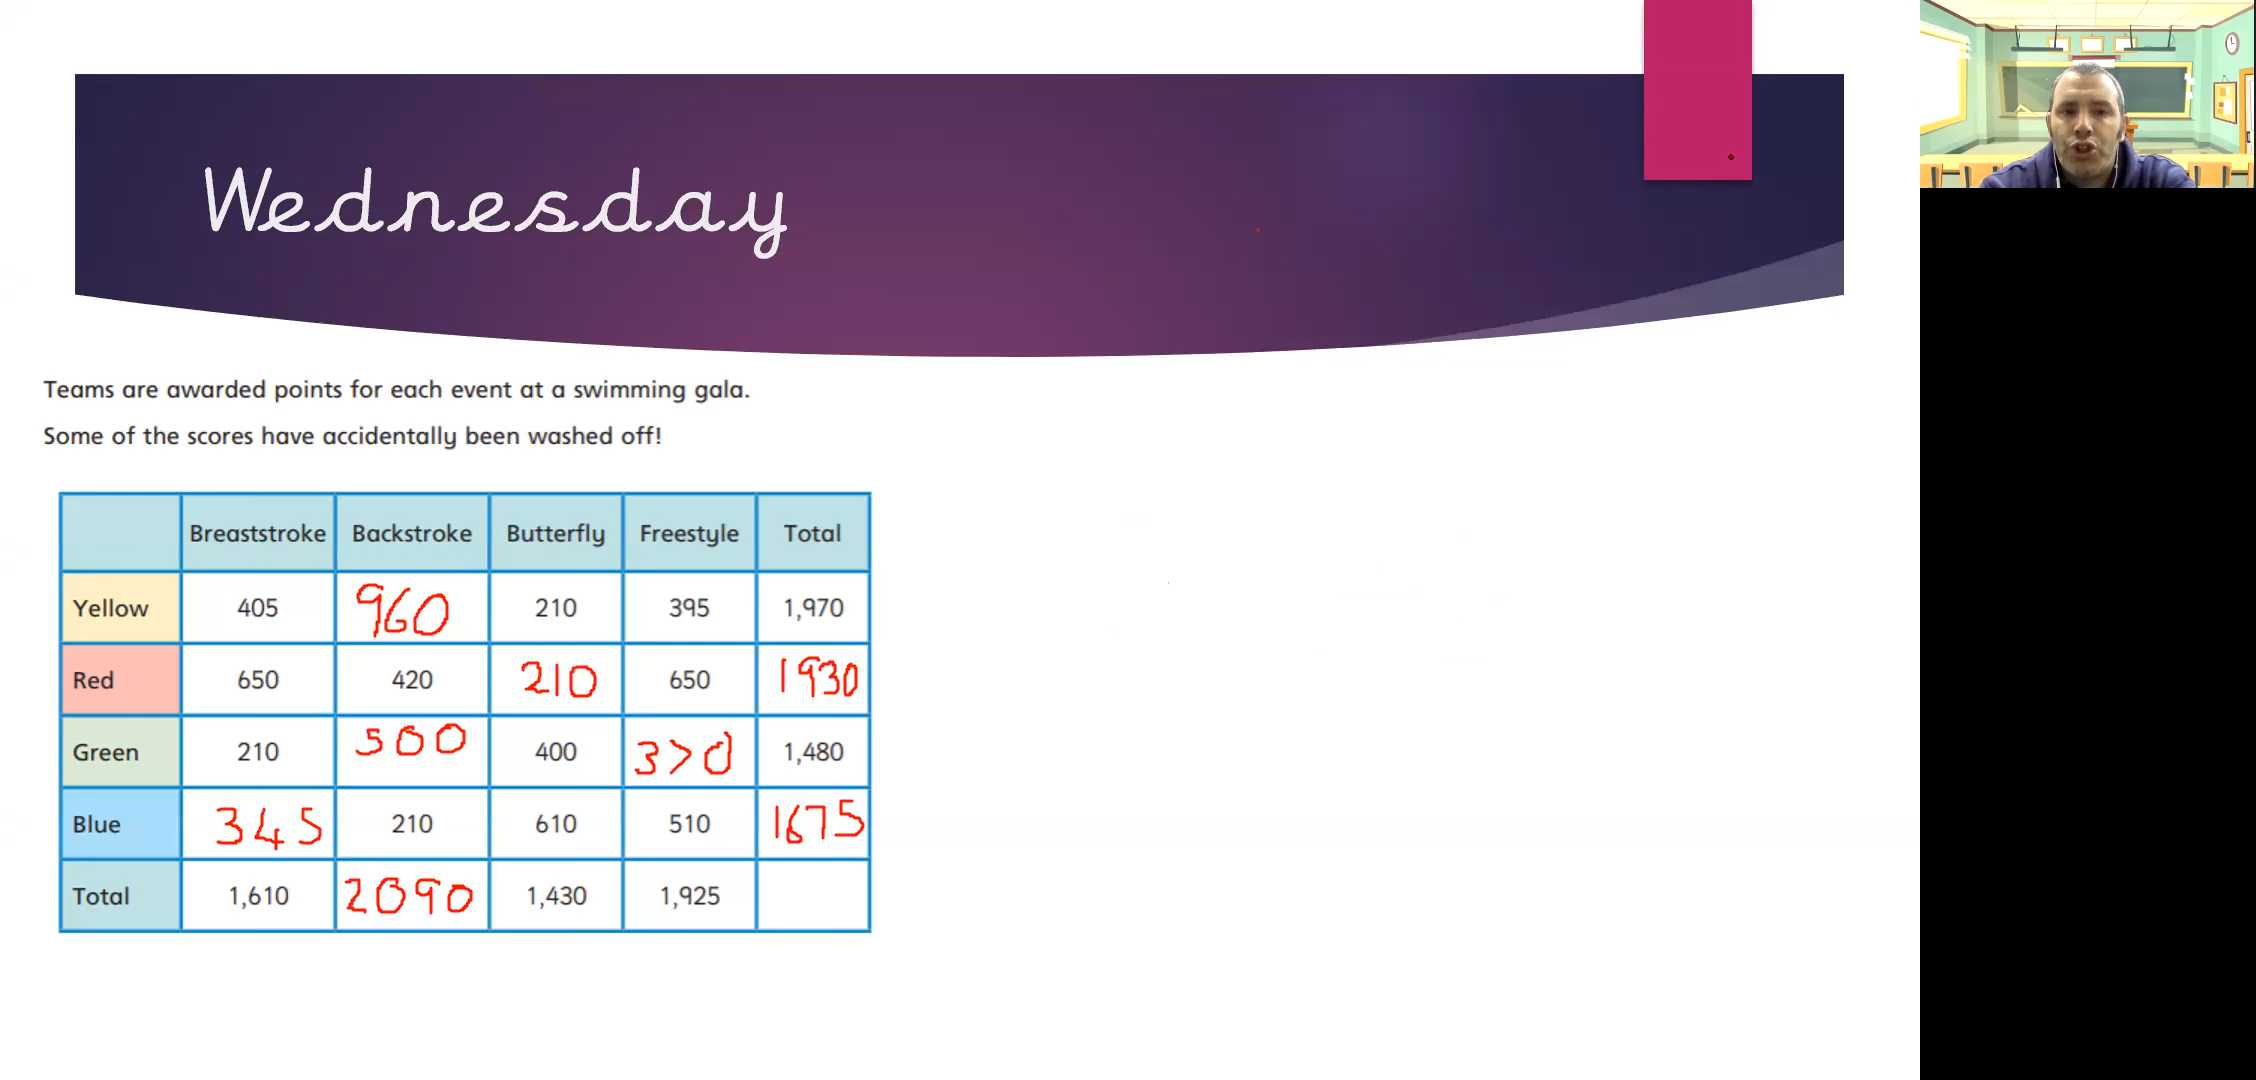 Wednesday
Teams are awarded points for each event at a swimming gala.
Some of the scores have accidentally been washed off!
Breaststroke Backstroke Butterfly Freestyle Total
Yellow 405 960 210 395 1,970
Red 650 420 210 650 1930
Green 210 500 400 370 1,480
Blue 345 210 610 510 1675
Total 1,610 2090 1,430 1,925